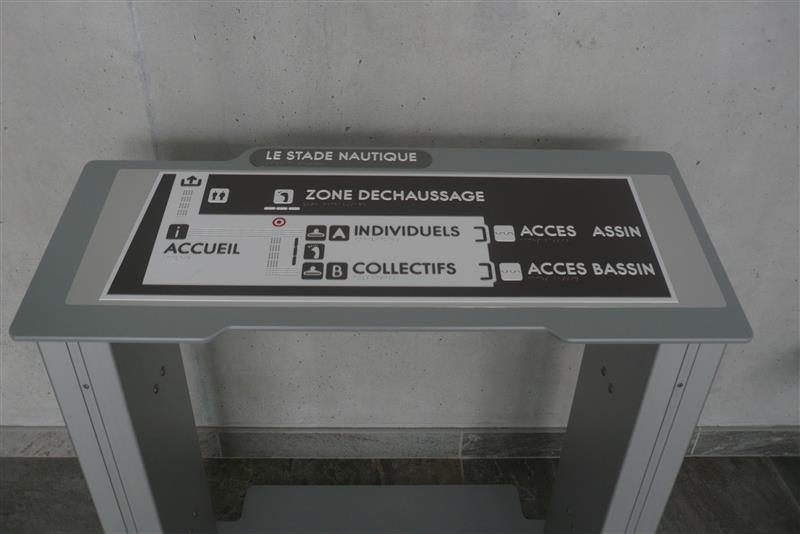 LE STADE NAUTIQUE
ZONE DECHAUSSAGE
i
ACCUEIL
A INDIVIDUELS
ACCES ASSIN
B COLLECTIFS
ACCES BASSIN